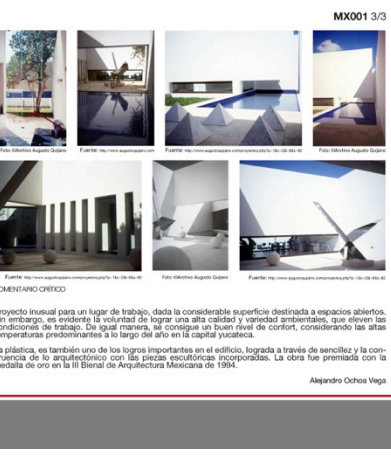 MX001 3/3
Foto: ©Archivo Augusto Quijano
Fuente:
Fuente:
Foto: ©Archivo Augusto Quijano
Fuente:
Foto: ©Archivo Augusto Quijano
Fuente:
OMENTARIO CRÍTICO
royecto inusual para un lugar de trabajo, dada la considerable superficie destinada a espacios abiertos.
in embargo, es evidente la voluntad de lograr una alta calidad y variedad ambientales, que eleven las
ondiciones de trabajo. De igual manera, se consigue un buen nivel de confort, considerando las altas
emperaturas predominantes a lo largo del año en la capital yucateca.
a plástica, es también uno de los logros importantes en el edificio, lograda a través de sencillez y la con-
ruencia de lo arquitectónico con las piezas escultóricas incorporadas. La obra fue premiada con la
edalla de oro en la III Bienal de Arquitectura Mexicana de 1994.
Alejandro Ochoa Vega